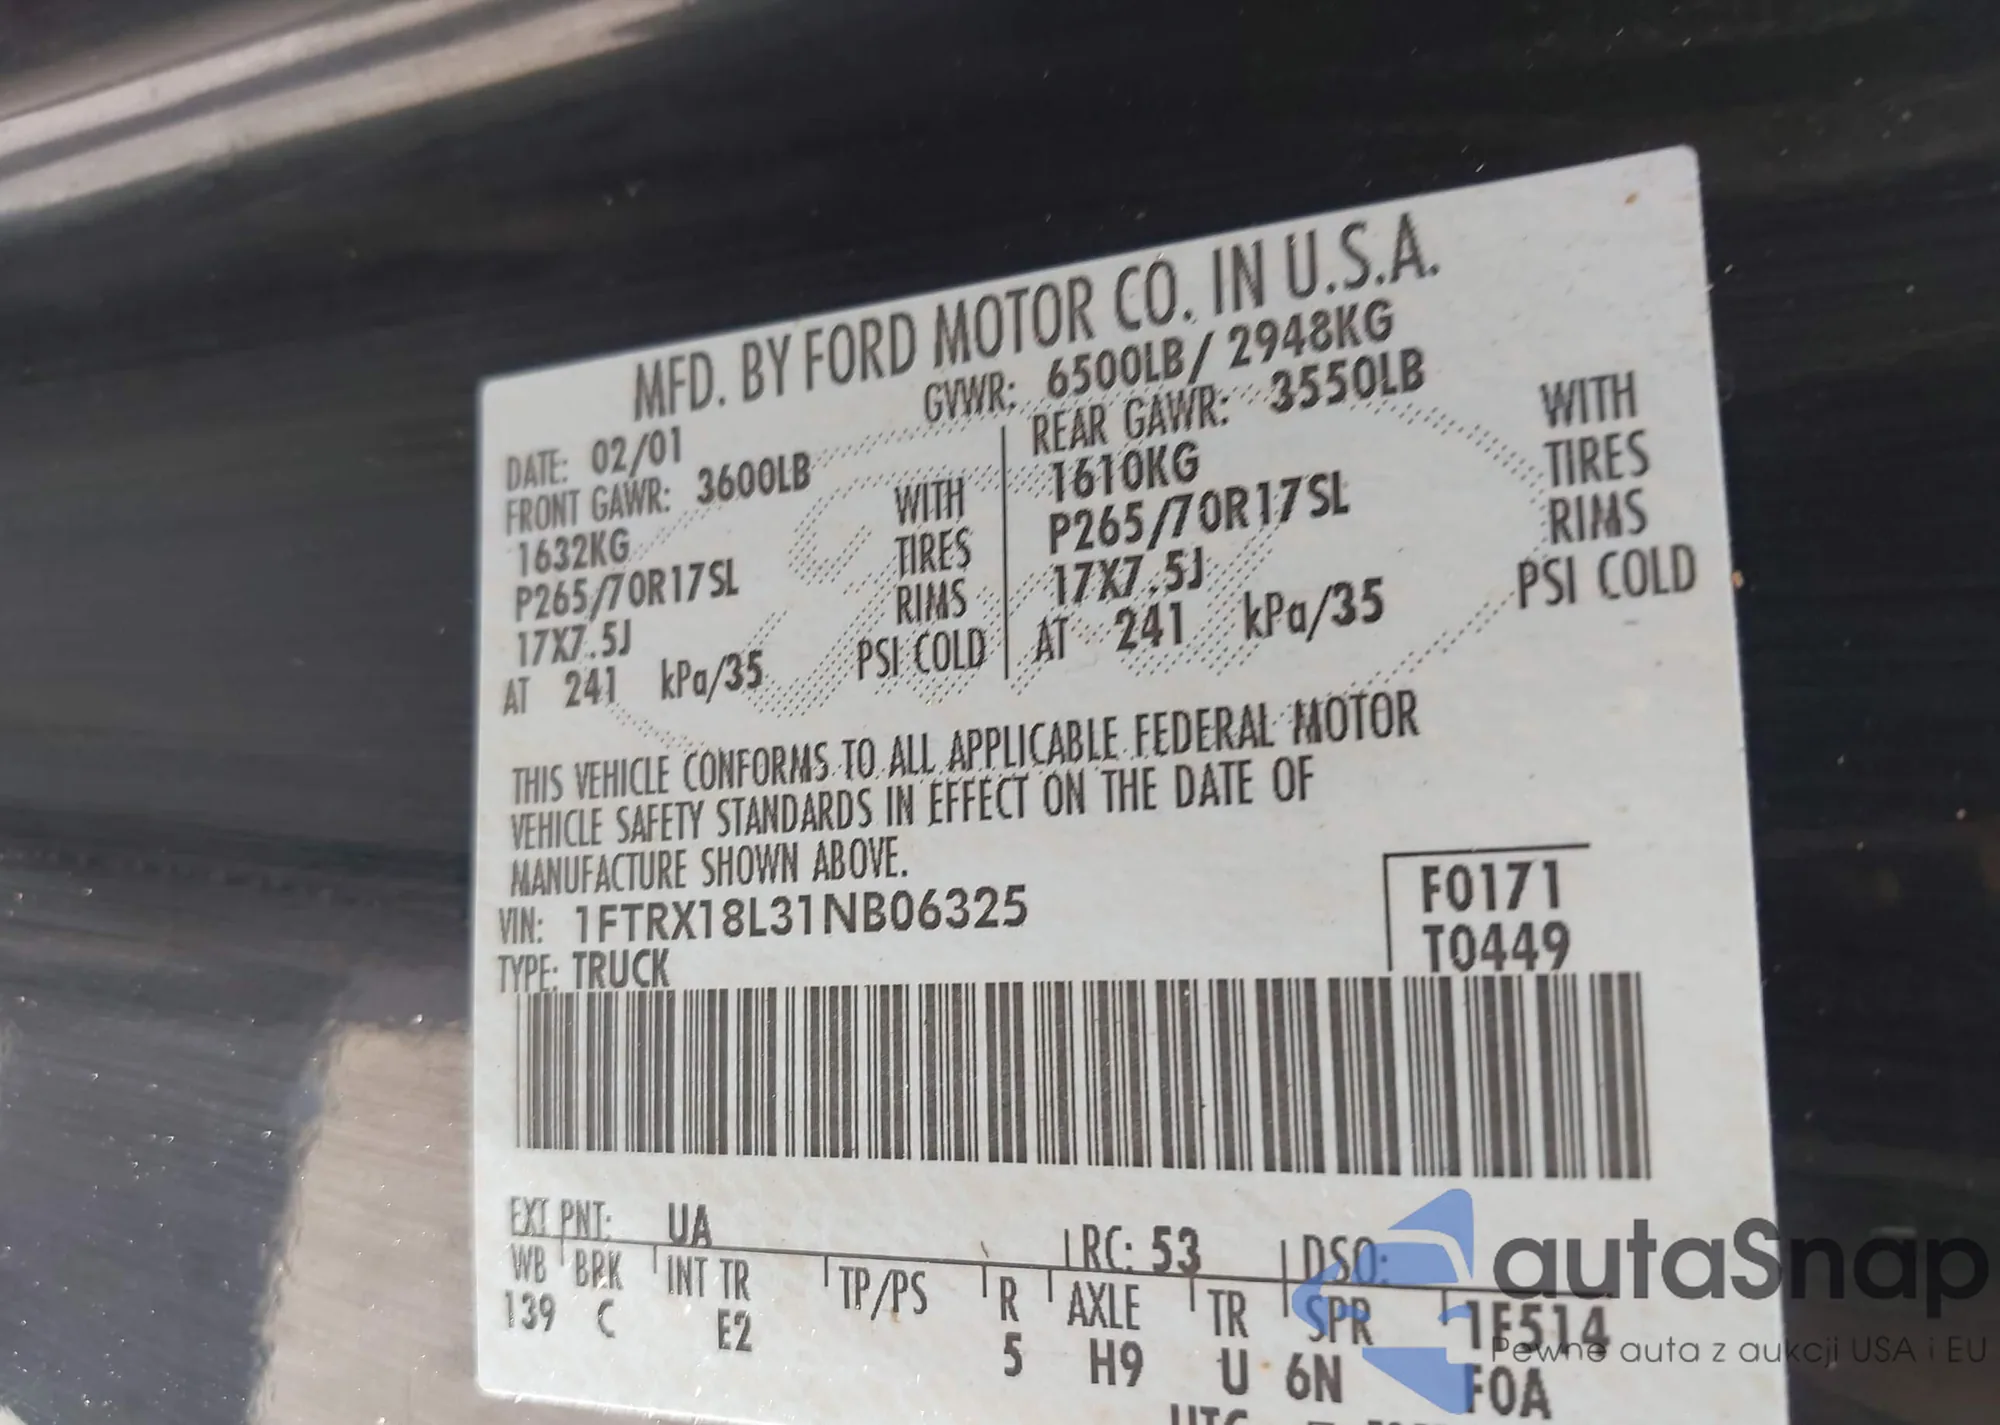 MFD. BY FORD MOTOR CO. IN U.S.A.
GVWR: 6500LB/ 2948KG
DATE: 02/01
FRONT GAWR: 3600LB
1632KG
P265/70R17SL
17X7.5J
AT 241 kPa/35
WITH
TIRES
RIMS
PSI COLD
REAR GAWR: 3550LB
1610KG
P265/70R17SL
17X7.5J
AT 241 kPa/35
WITH
TIRES
RIMS
PSI COLD
THIS VEHICLE CONFORMS TO ALL APPLICABLE FEDERAL MOTOR
VEHICLE SAFETY STANDARDS IN EFFECT ON THE DATE OF
MANUFACTURE SHOWN ABOVE.
VIN: 1FTRX18L31NB06325
TYPE: TRUCK
F0171
T0449
EXT PNT: UA RC: 53 DSO:
WB BRK INT TR TP/PS R AXLE TR SPR 1F514
139 C E2 5 H9 U 6N F0A
autaSnap
Pewne auta z aukcji USA i EU